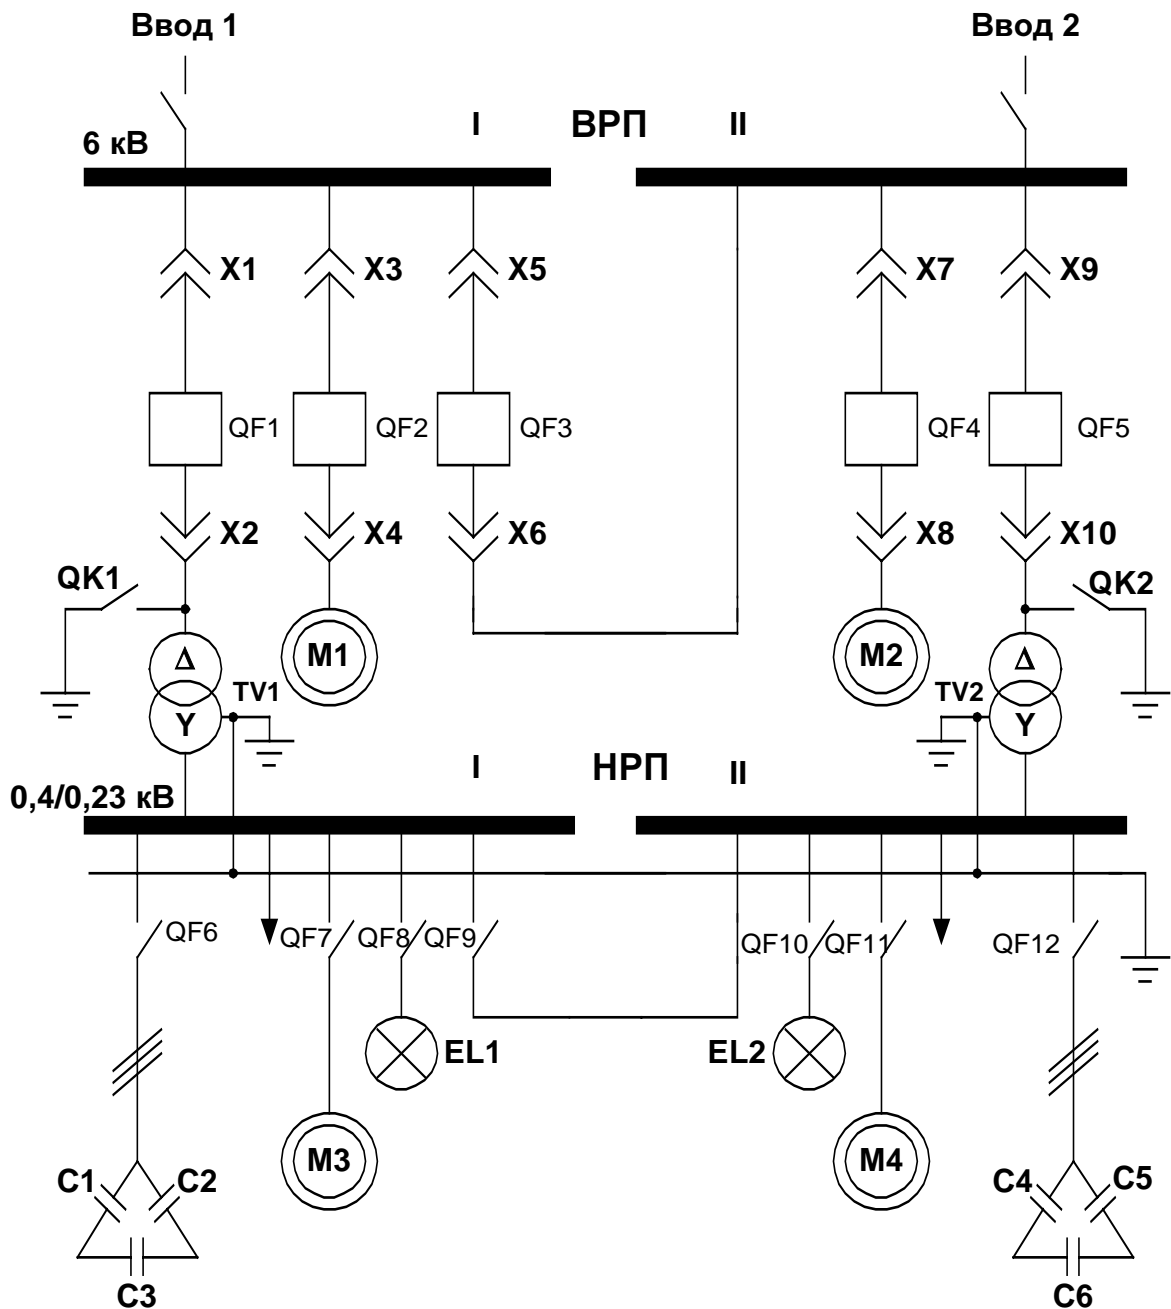 Ввод 1
Ввод 2
I
ВРП
II
6 кВ
X1
X3
X5
X7
X9
QF1
QF2
QF3
QF4
QF5
X2
X4
X6
X8
X10
QK1
QK2
Δ
M1
M2
Δ
TV1
TV2
Y
Y
I
НРП
II
0,4/0,23 кВ
QF6
QF7
QF8
QF9
QF10
QF11
QF12
EL1
EL2
M3
M4
C1
C2
C4
C5
C3
C6